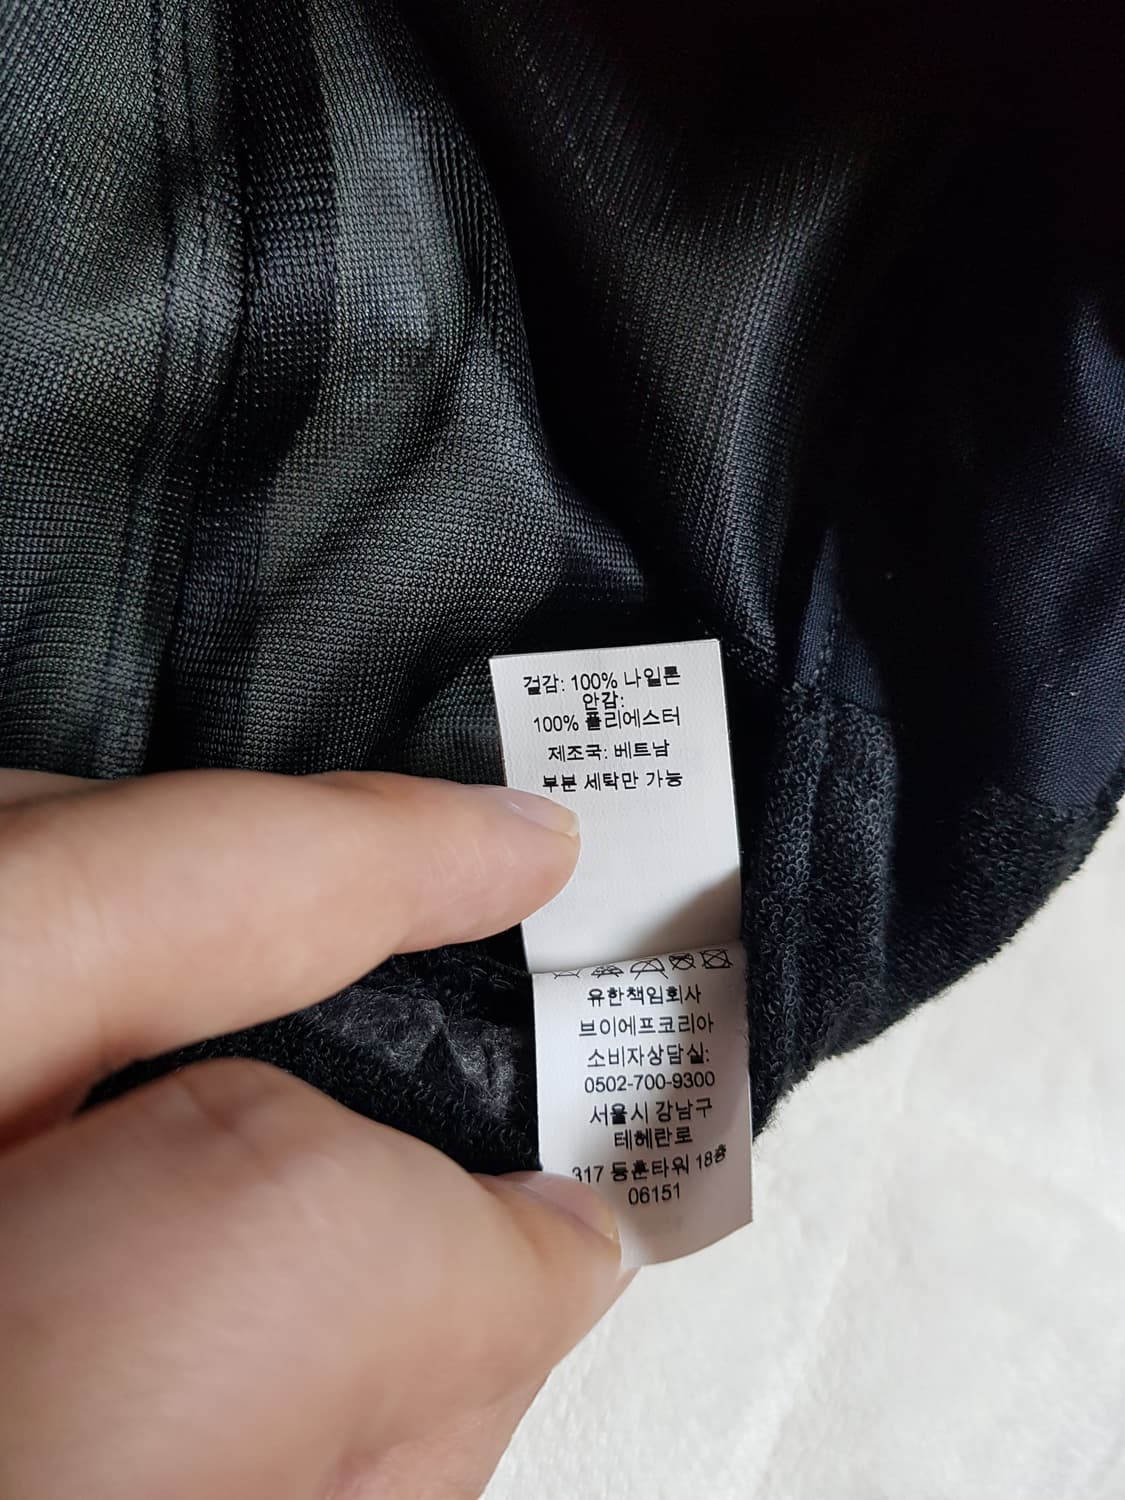 겉감: 100% 나일론
안감:
100% 폴리에스터
제조국: 베트남
부분 세탁만 가능
유한책임회사
브이에프코리아
소비자상담실:
0502-700-9300
서울시 강남구
테헤란로
317 동훈타워 18층
06151